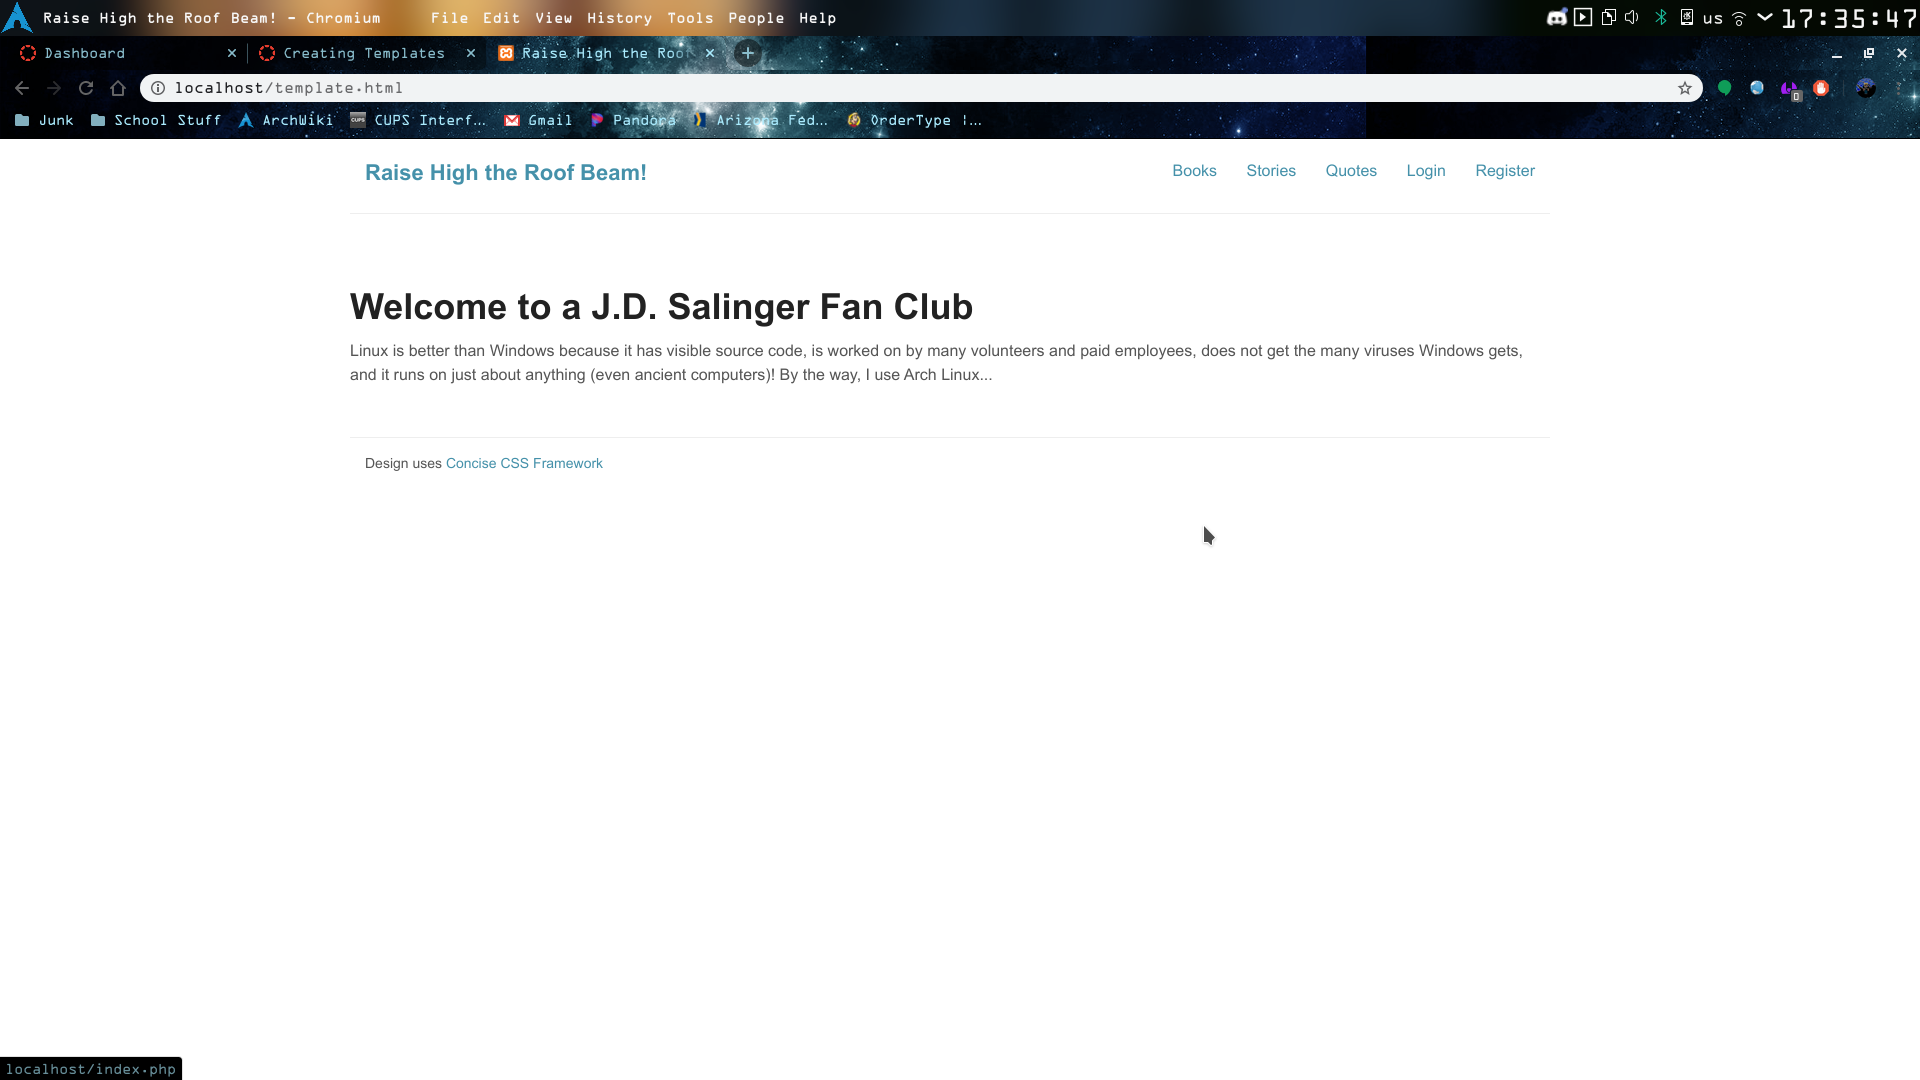 Raise High the Roof Beam! - Chromium File Edit View History Tools People Help us 17:35:47
Dashboard Creating Templates Raise High the Roo
localhost/template.html
Junk School Stuff ArchWiki CUPS Interf... Gmail Pandora Arizona Fed... OrderType |...
Raise High the Roof Beam! Books Stories Quotes Login Register
Welcome to a J.D. Salinger Fan Club
Linux is better than Windows because it has visible source code, is worked on by many volunteers and paid employees, does not get the many viruses Windows gets,
and it runs on just about anything (even ancient computers)! By the way, I use Arch Linux...
Design uses Concise CSS Framework
localhost/index.php